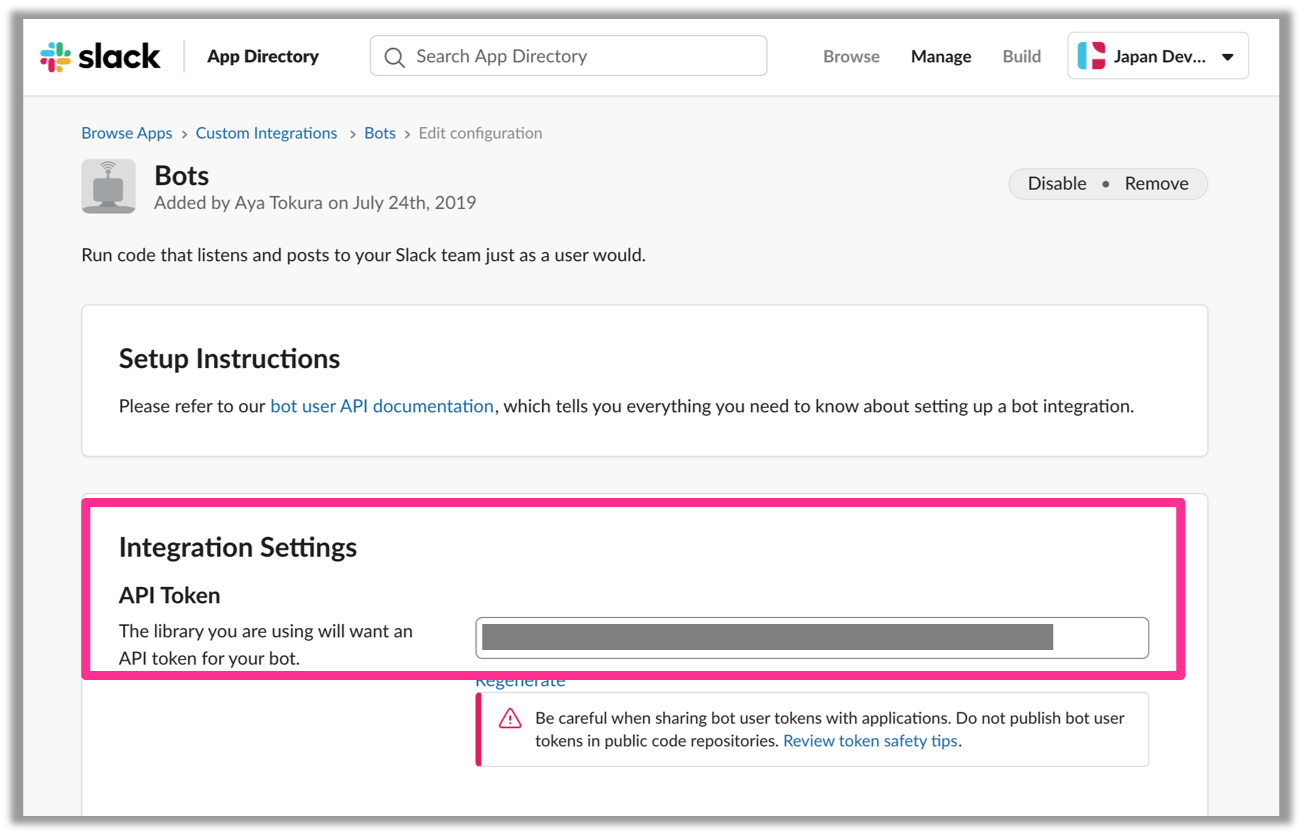 slack
App Directory
Search App Directory
Browse
Manage
Build
Japan Dev...
Browse Apps > Custom Integrations > Bots > Edit configuration
Bots
Added by Aya Tokura on July 24th, 2019
Disable • Remove
Run code that listens and posts to your Slack team just as a user would.
Setup Instructions
Please refer to our bot user API documentation, which tells you everything you need to know about setting up a bot integration.
Integration Settings
API Token
The library you are using will want an
API token for your bot.
Regenerate
Be careful when sharing bot user tokens with applications. Do not publish bot user
tokens in public code repositories. Review token safety tips.